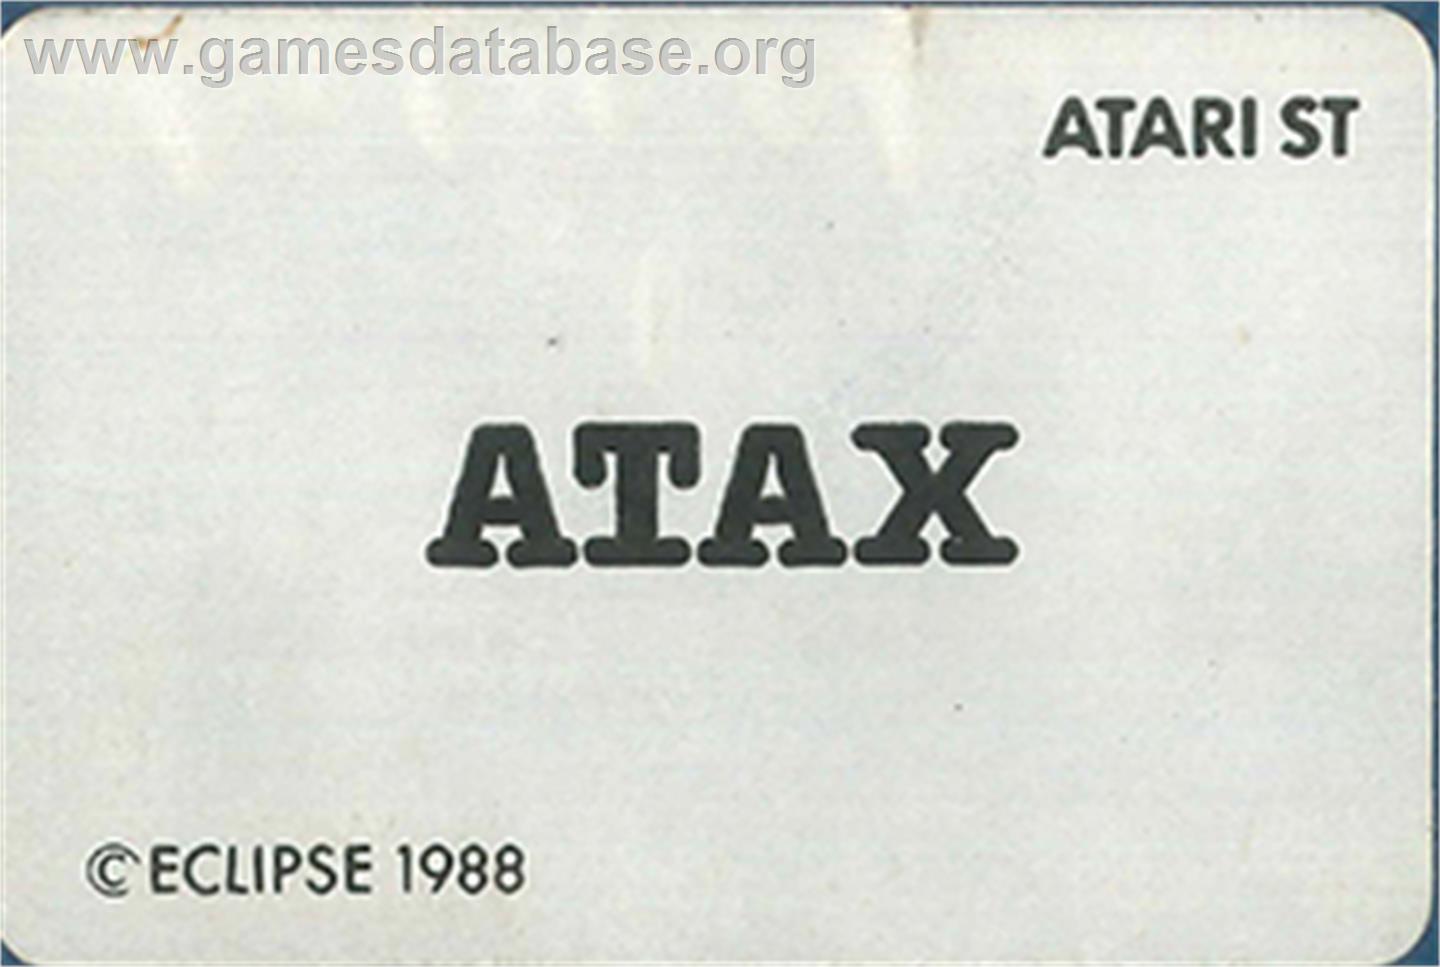 www.gamesdatabase.org
ATARI ST
ATAX
© ECLIPSE 1988